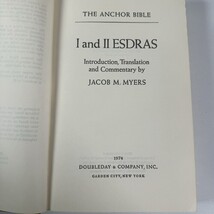 THE ANCHOR BIBLE
I and II ESDRAS
Introduction, Translation
and Commentary by
JACOB M. MYERS
1974
DOUBLEDAY & COMPANY, INC.
GARDEN CITY, NEW YORK